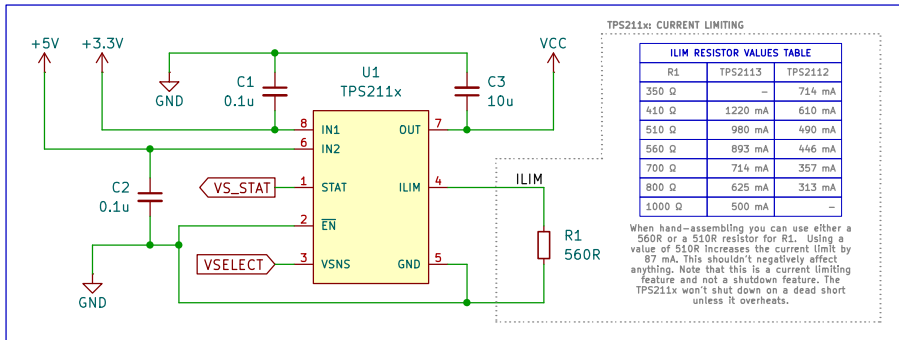 TPS211x: CURRENT LIMITING
+5V
+3.3V
VCC
GND
C1
0.1u
U1
TPS211x
C3
10u
8
IN1
OUT
7
6
IN2
C2
0.1u
VS_STAT
1
STAT
ILIM
4
ILIM
2
EN
R1
560R
VSELECT
3
VSNS
GND
5
GND
ILIM RESISTOR VALUES TABLE
R1 TPS2113 TPS2112
350 Ω – 714 mA
410 Ω 1220 mA 610 mA
510 Ω 980 mA 490 mA
560 Ω 893 mA 446 mA
700 Ω 714 mA 357 mA
800 Ω 625 mA 313 mA
1000 Ω 500 mA –
When hand–assembling you can use either a
560R or a 510R resistor for R1. Using a
value of 510R increases the current limit by
87 mA. This shouldn't negatively affect
anything. Note that this is a current limiting
feature and not a shutdown feature. The
TPS211x won't shut down on a dead short
unless it overheats.